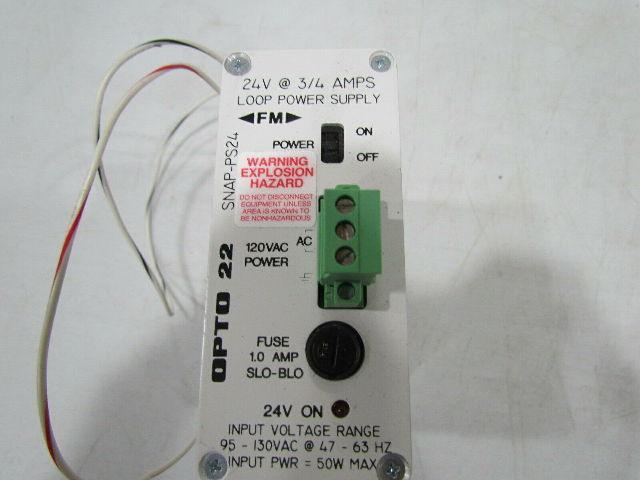 24V @ 3/4 AMPS
LOOP POWER SUPPLY
FM
SNAP-PS24
POWER
ON
OFF
WARNING
EXPLOSION
HAZARD
DO NOT DISCONNECT
EQUIPMENT UNLESS
AREA IS KNOWN TO
BE NONHAZARDOUS
120VAC
POWER
AC
OPTO 22
FUSE
1.0 AMP
SLO-BLO
24V ON
INPUT VOLTAGE RANGE
95 - 130VAC @ 47 - 63 HZ
INPUT PWR = 50W MAX